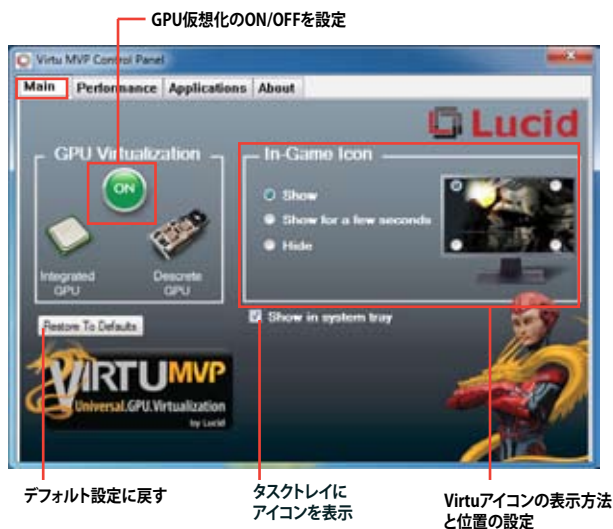 GPU仮想化のON/OFFを設定
Virtu MVP Control Panel
Main Performance Applications About
Lucid
GPU Virtualization
In-Game Icon
ON
Show
Show for a few seconds
Hide
Integrated
GPU
Descrete
GPU
Restore To Defaults
Show in system tray
VIRTU MVP
Universal.GPU.Virtualization
by Lucid
デフォルト設定に戻す
タスクトレイに
アイコンを表示
Virtuアイコンの表示方法
と位置の設定